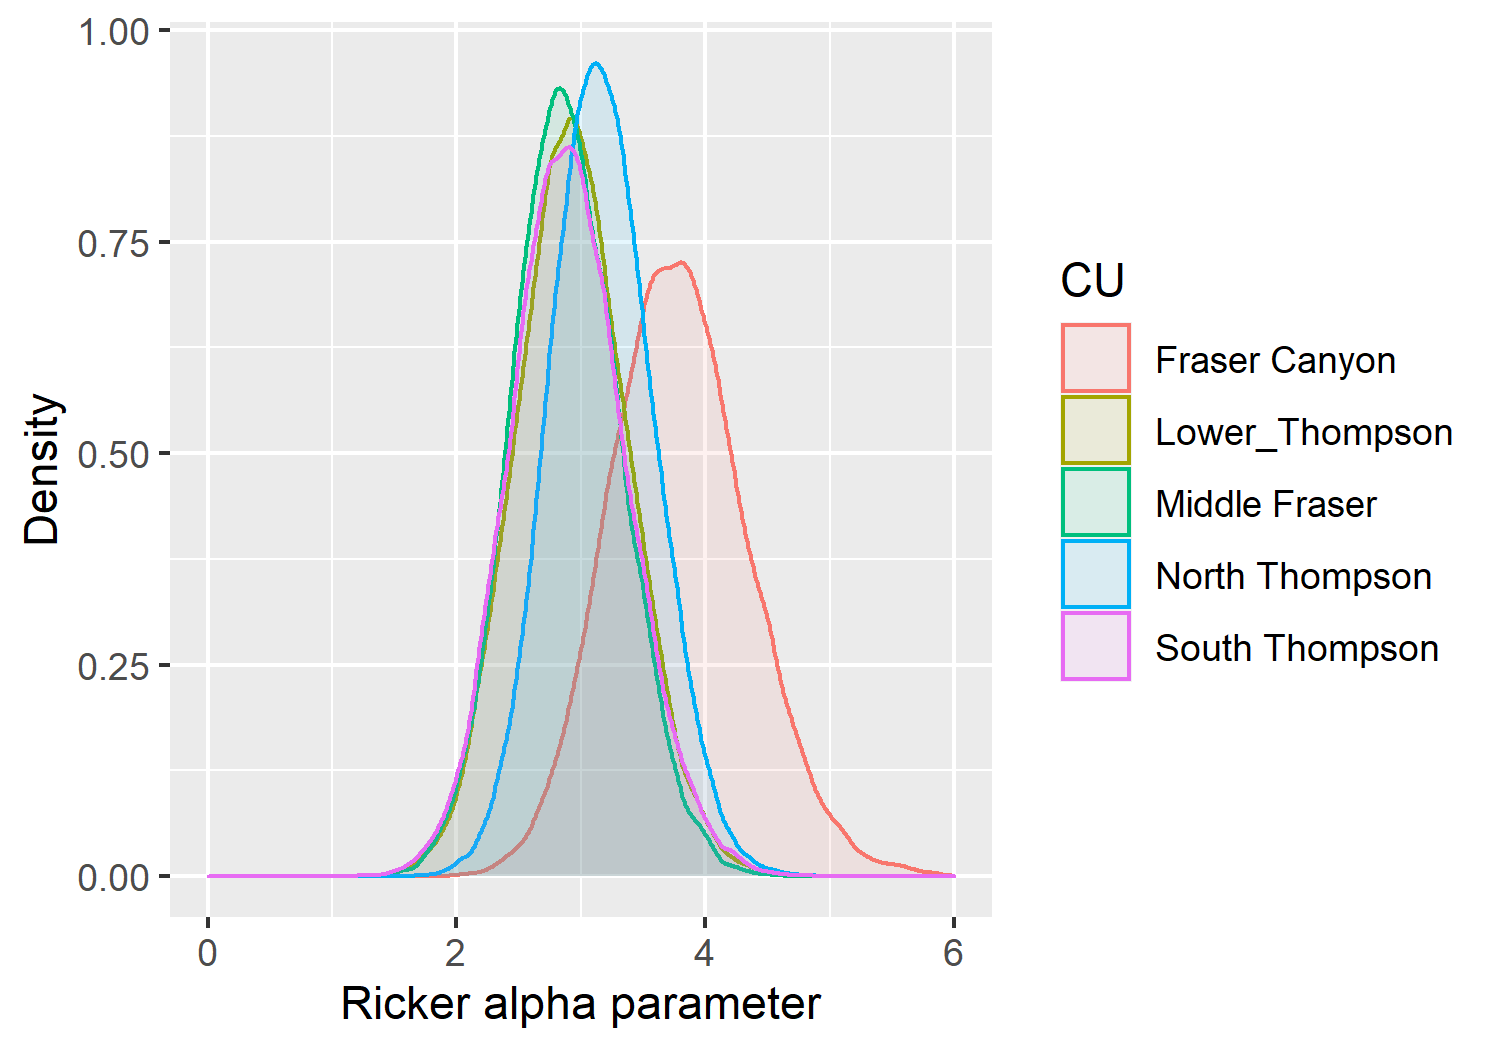 1.00
0.75
0.50
0.25
0.00
Density
0 2 4 6
Ricker alpha parameter
CU
Fraser Canyon
Lower_Thompson
Middle Fraser
North Thompson
South Thompson